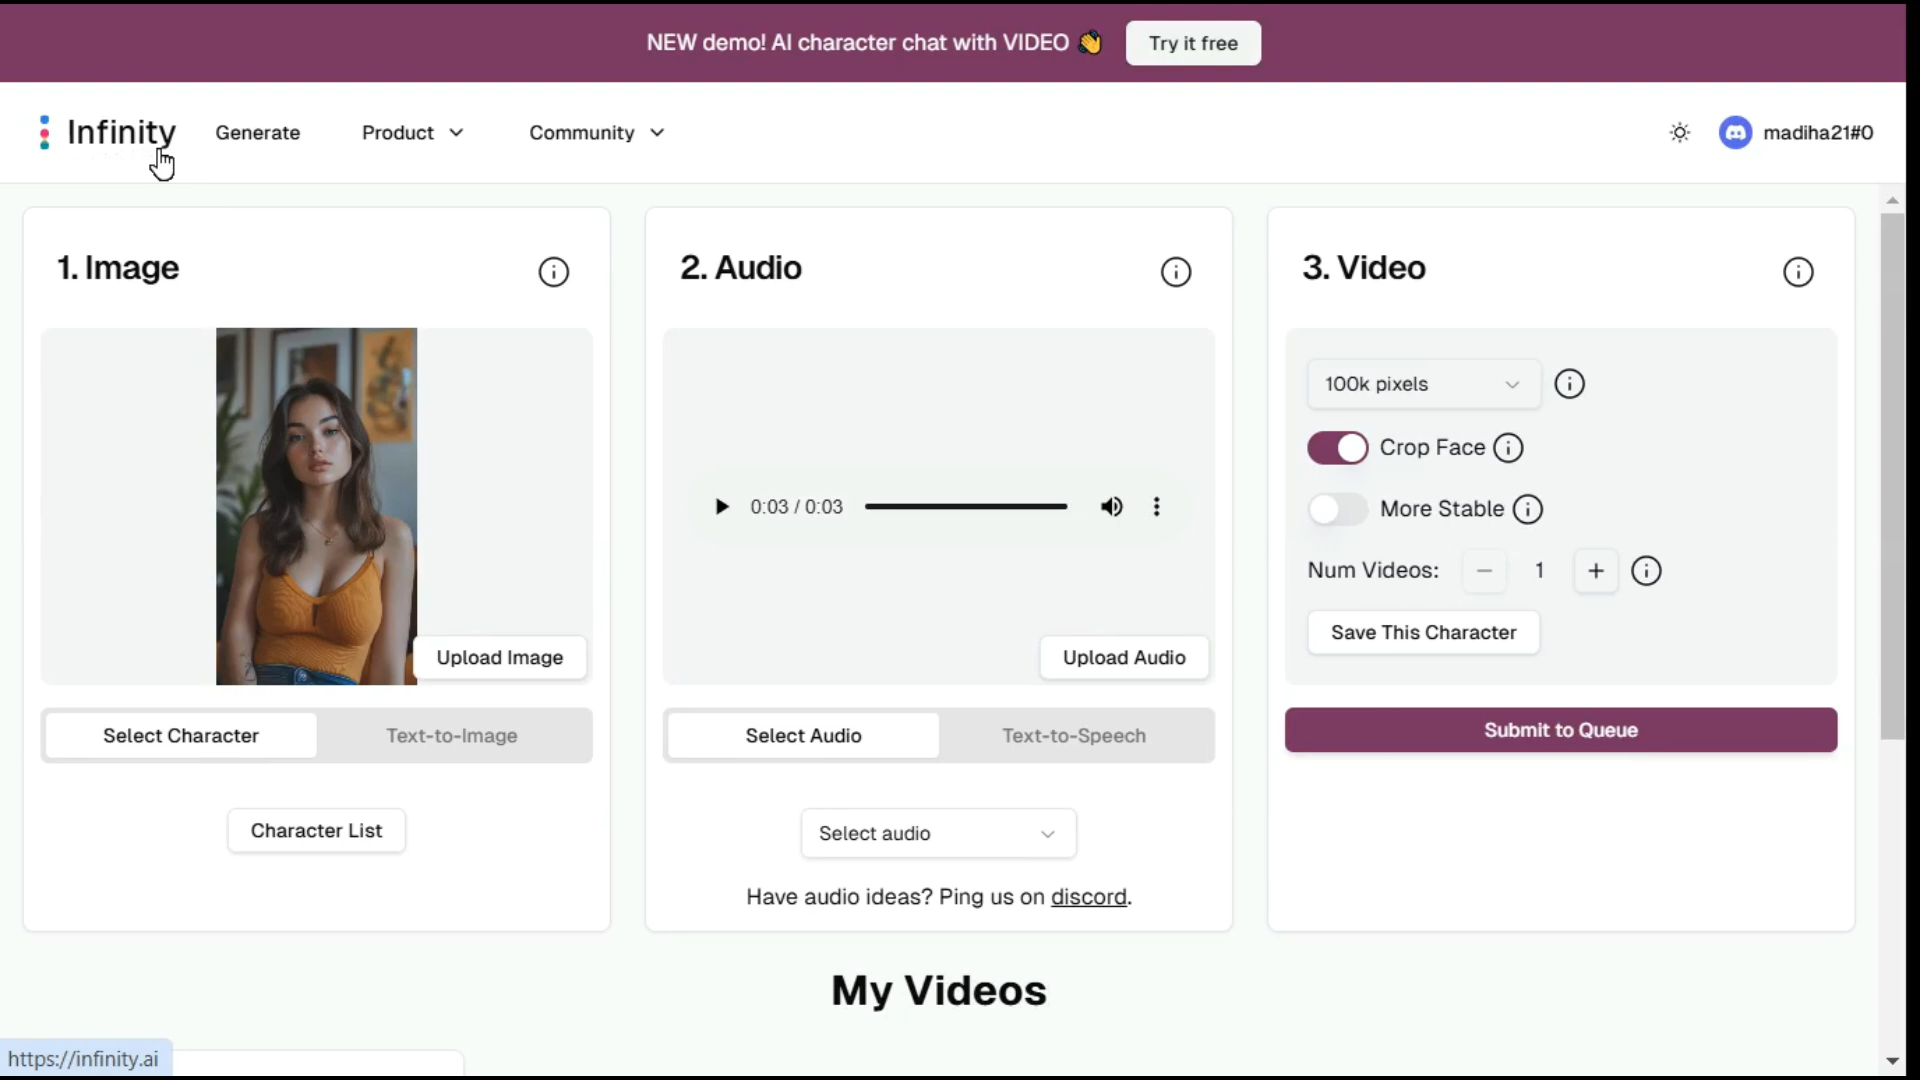 NEW demo! AI character chat with VIDEO 👋 Try it free
Infinity Generate Product Community madiha21#0
1. Image
Upload Image
Select Character Text-to-Image
Character List
2. Audio
0:03 / 0:03
Upload Audio
Select Audio Text-to-Speech
Select audio
Have audio ideas? Ping us on discord.
3. Video
100k pixels
Crop Face
More Stable
Num Videos: 1
Save This Character
Submit to Queue
My Videos
https://infinity.ai